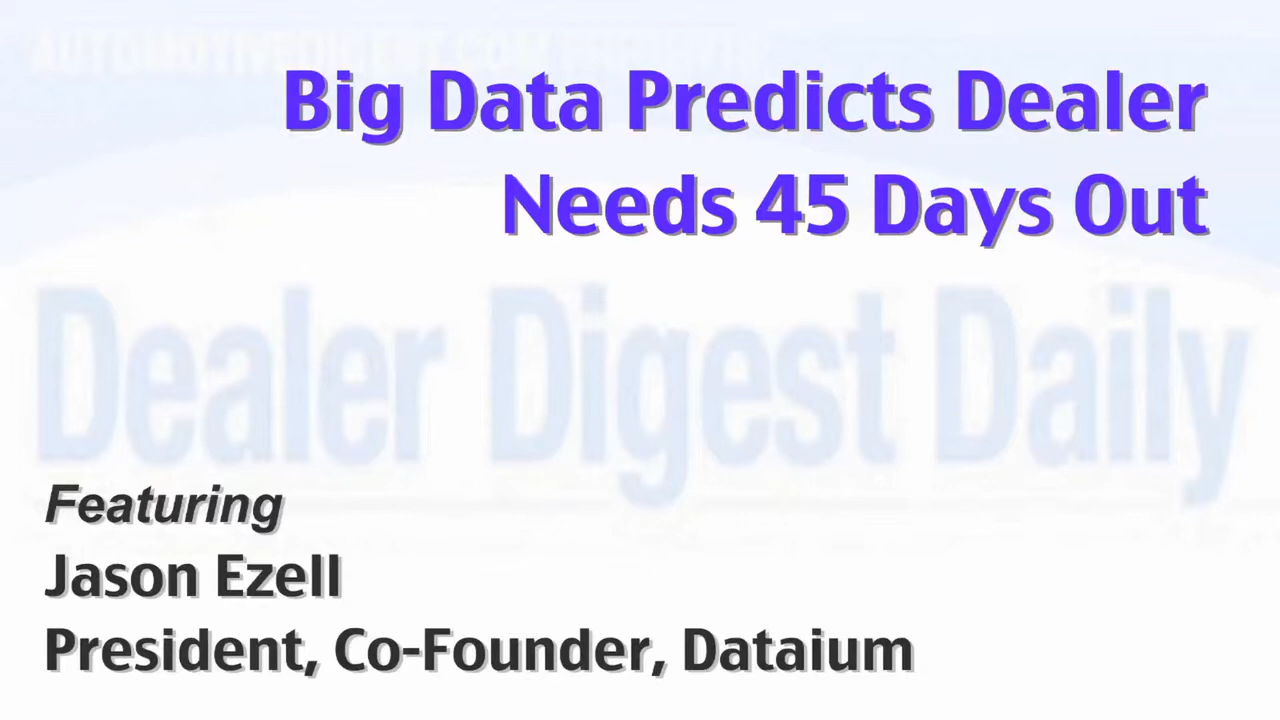 Big Data Predicts Dealer
Needs 45 Days Out
Dealer Digest Daily
Featuring
Jason Ezell
President, Co-Founder, Dataium